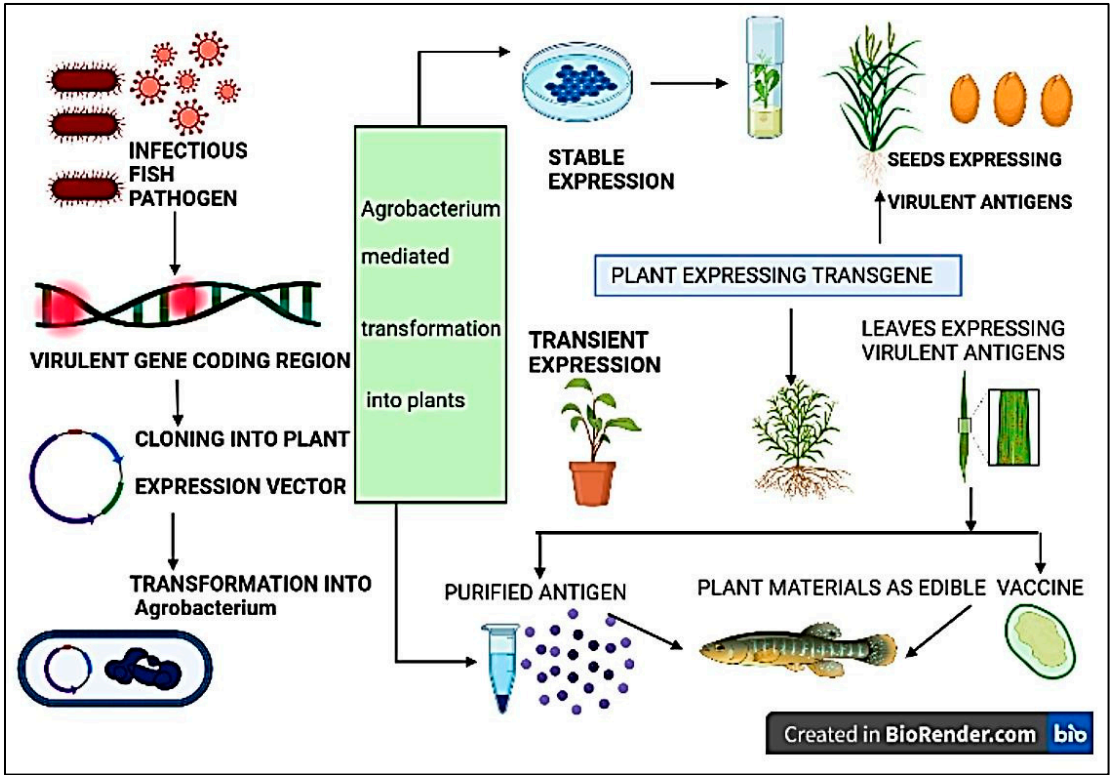 INFECTIOUS
FISH
PATHOGEN
VIRULENT GENE CODING REGION
CLONING INTO PLANT
EXPRESSION VECTOR
TRANSFORMATION INTO
Agrobacterium
Agrobacterium
mediated
transformation
into plants
STABLE
EXPRESSION
SEEDS EXPRESSING
VIRULENT ANTIGENS
PLANT EXPRESSING TRANSGENE
TRANSIENT
EXPRESSION
LEAVES EXPRESSING
VIRULENT ANTIGENS
PURIFIED ANTIGEN
PLANT MATERIALS AS EDIBLE VACCINE
Created in BioRender.com bio